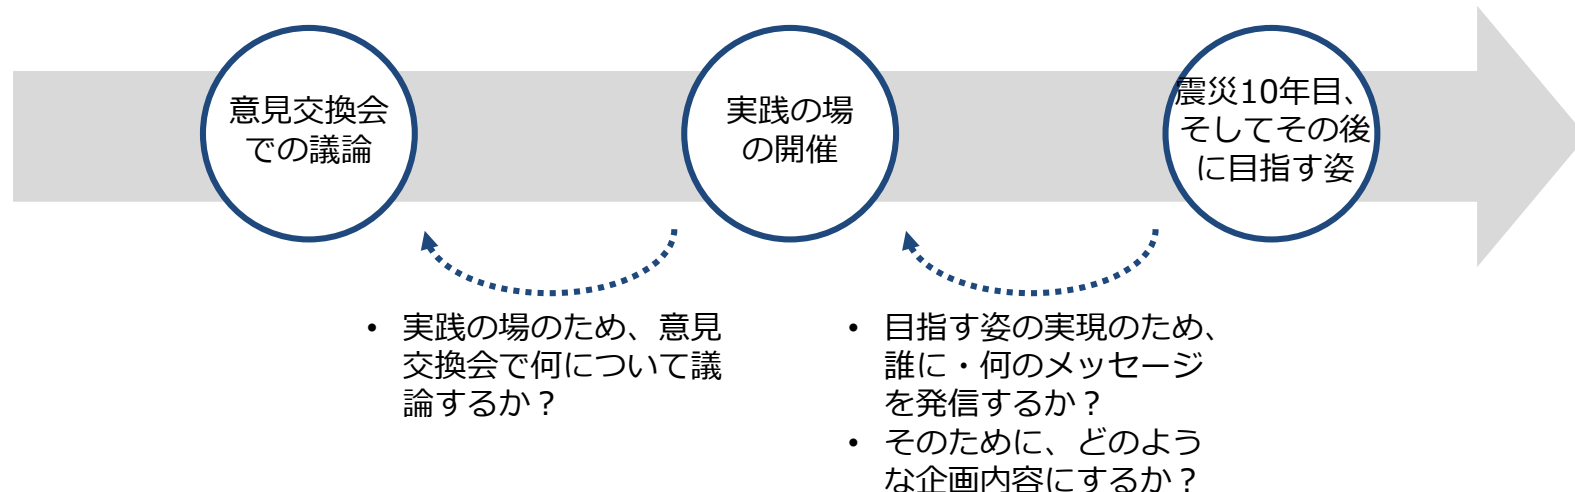 意見交換会
での議論
実践の場
の開催
震災10年目、
そしてその後
に目指す姿
• 実践の場のため、意見
交換会で何について議
論するか？
• 目指す姿の実現のため、
誰に・何のメッセージ
を発信するか？
• そのために、どのよう
な企画内容にするか？